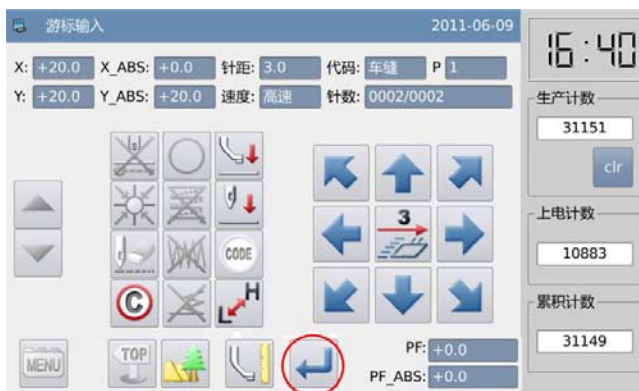 游标输入 2011-06-09
16:40
X: +20.0 X_ABS: +0.0 针距: 3.0 代码: 车缝 P 1
Y: +20.0 Y_ABS: +20.0 速度: 高速 针数: 0002/0002
生产计数
31151
clr
上电计数
10883
累积计数
31149
3
CODE
C
L H
MENU TOP
PF: +0.0
PF_ABS: +0.0